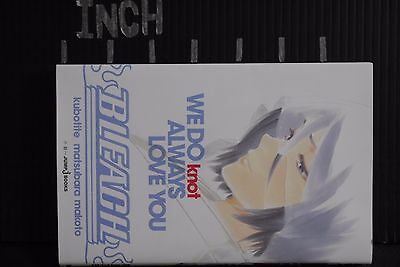 INCH
WE DO knot
ALWAYS
LOVE YOU
BLEACH
kubotite matsubara makoto
JUMP J BOOKS